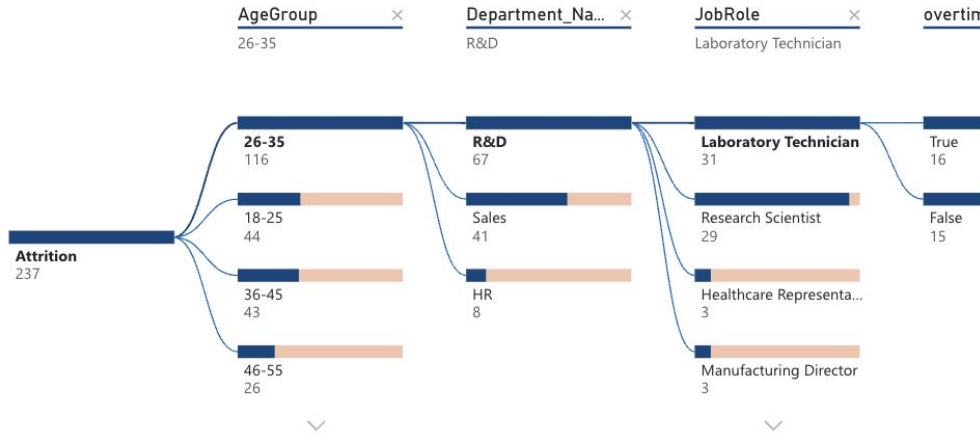 AgeGroup
26-35
Department_Na...
R&D
JobRole
Laboratory Technician
overtim
Attrition
237
26-35
116
18-25
44
36-45
43
46-55
26
R&D
67
Sales
41
HR
8
Laboratory Technician
31
Research Scientist
29
Healthcare Representa...
3
Manufacturing Director
3
True
16
False
15